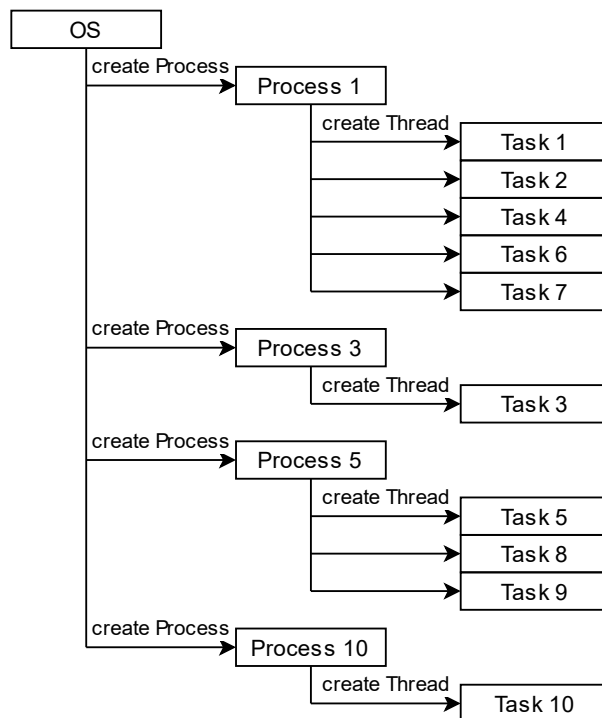 OS
create Process
Process 1
create Thread
Task 1
Task 2
Task 4
Task 6
Task 7
create Process
Process 3
create Thread
Task 3
create Process
Process 5
create Thread
Task 5
Task 8
Task 9
create Process
Process 10
create Thread
Task 10